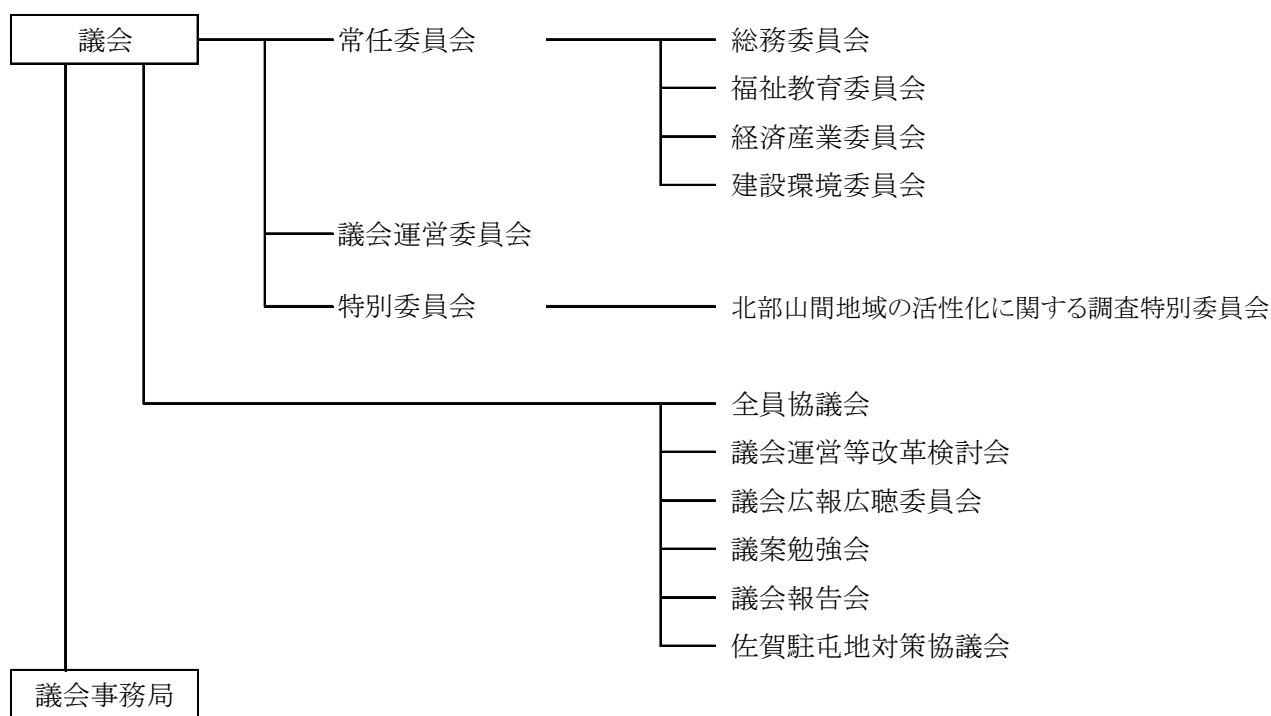 議会
常任委員会
総務委員会
福祉教育委員会
経済産業委員会
建設環境委員会
議会運営委員会
特別委員会
北部山間地域の活性化に関する調査特別委員会
全員協議会
議会運営等改革検討会
議会広報広聴委員会
議案勉強会
議会報告会
佐賀駐屯地対策協議会
議会事務局